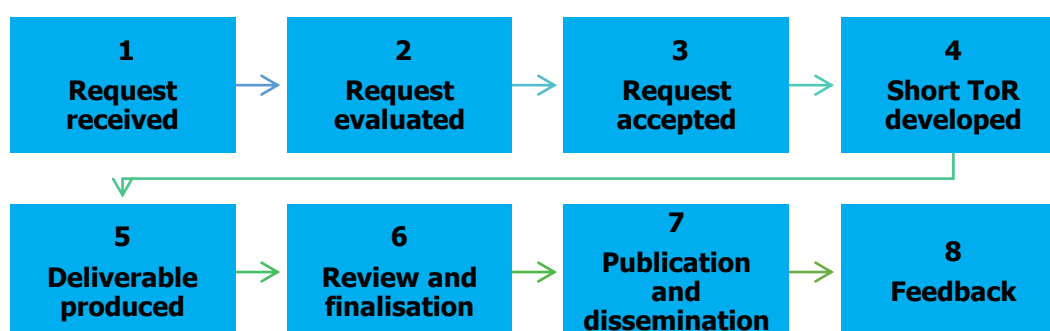 1
Request
received
2
Request
evaluated
3
Request
accepted
4
Short ToR
developed
5
Deliverable
produced
6
Review and
finalisation
7
Publication
and
dissemination
8
Feedback